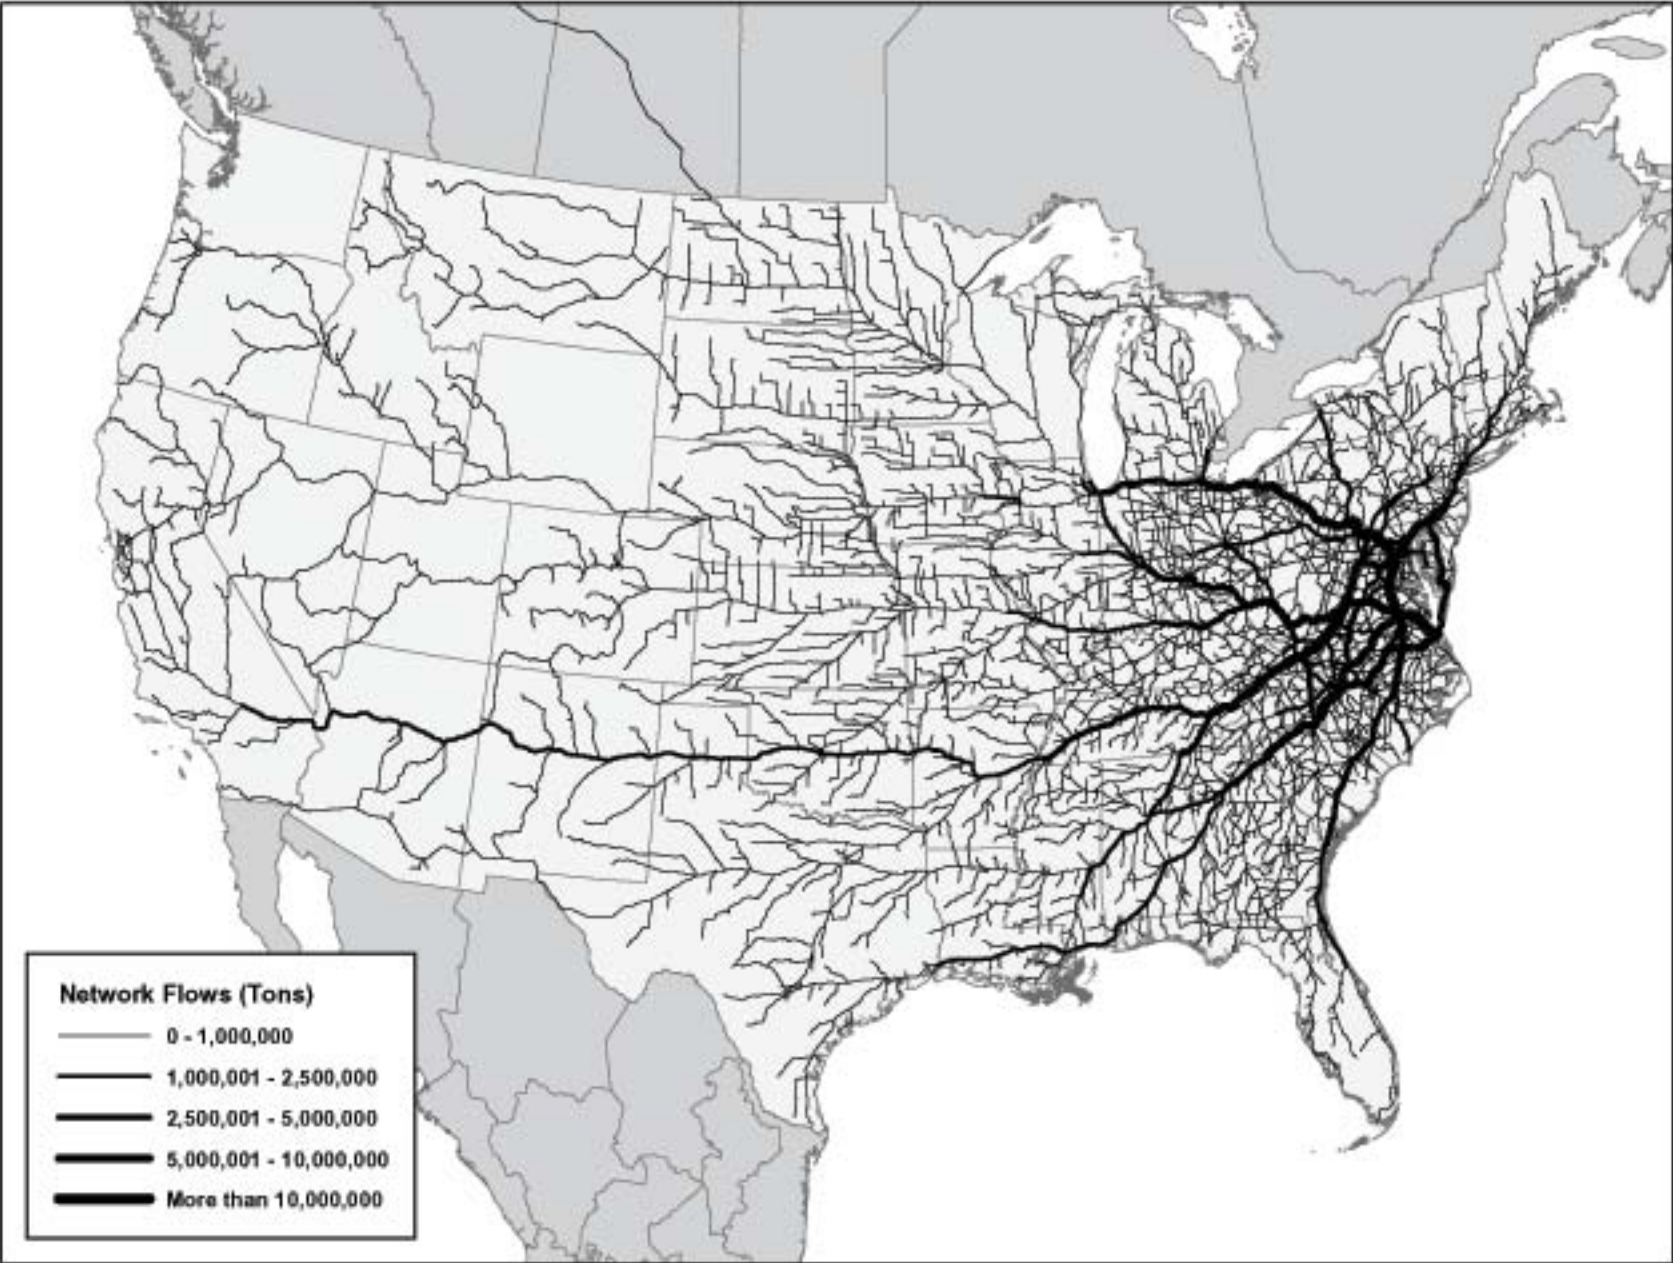 Network Flows (Tons)
0 - 1,000,000
1,000,001 - 2,500,000
2,500,001 - 5,000,000
5,000,001 - 10,000,000
More than 10,000,000